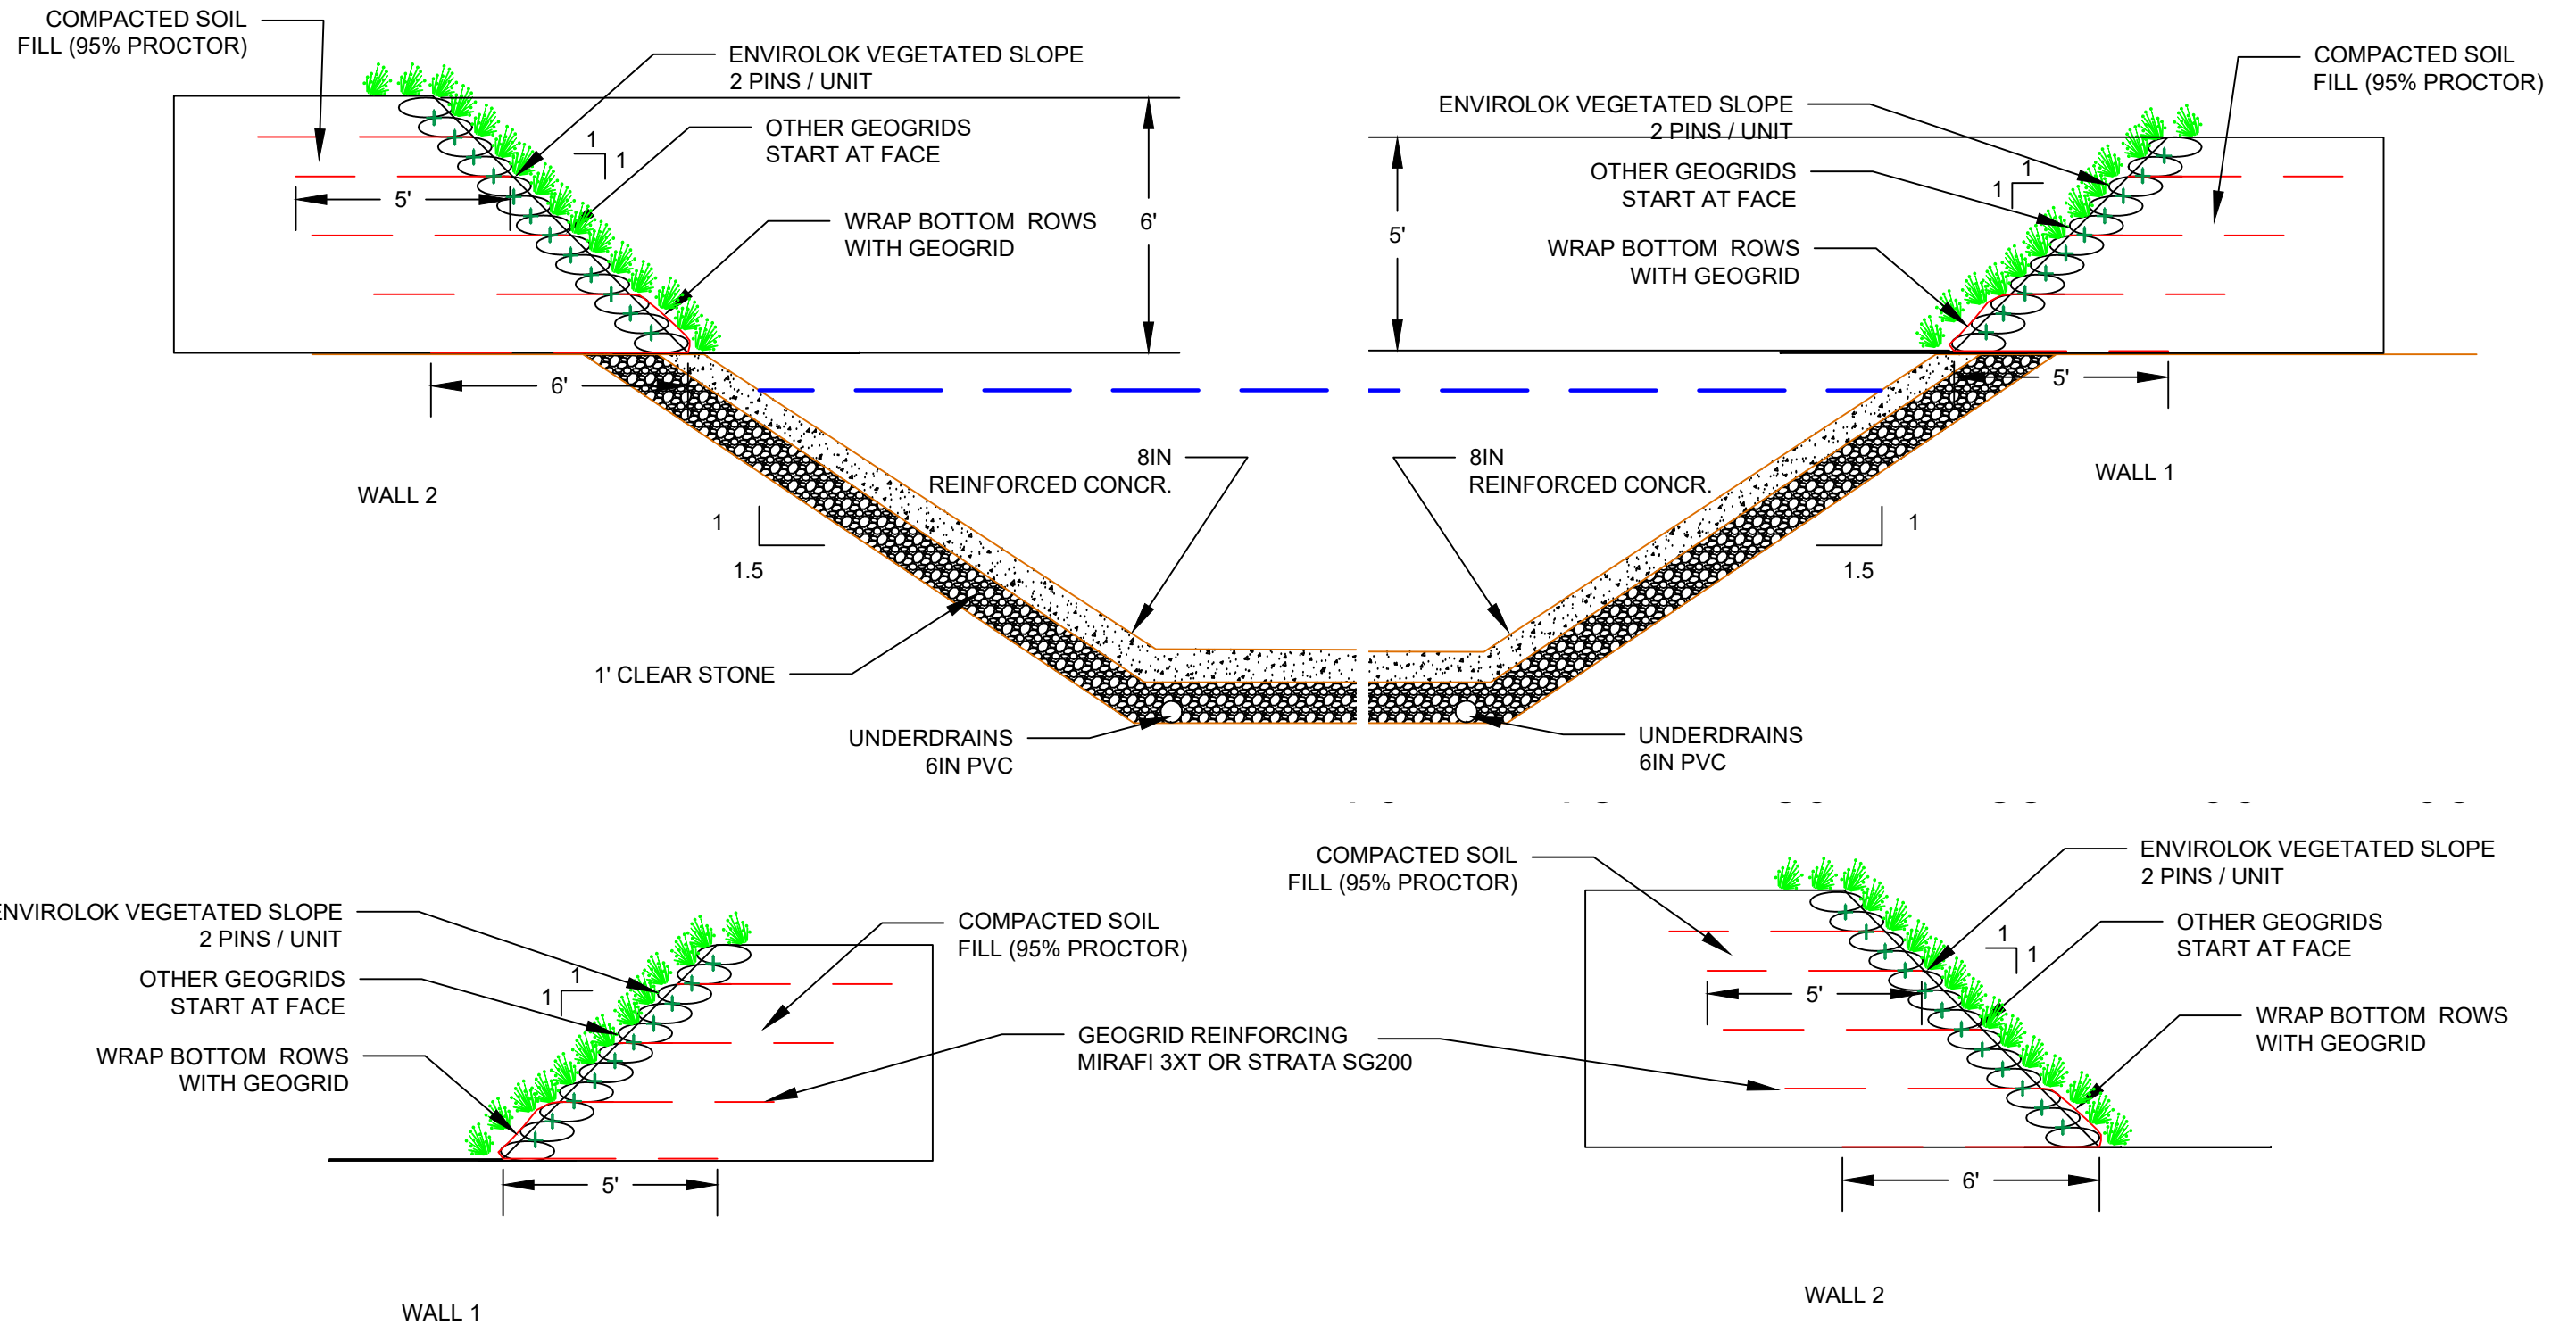 COMPACTED SOIL
FILL (95% PROCTOR)
ENVIROLOK VEGETATED SLOPE
2 PINS / UNIT
OTHER GEOGRIDS
START AT FACE
WRAP BOTTOM ROWS
WITH GEOGRID
1
1
5'
6'
6'
WALL 2
1
1.5
8IN
REINFORCED CONCR.
1' CLEAR STONE
UNDERDRAINS
6IN PVC
COMPACTED SOIL
FILL (95% PROCTOR)
ENVIROLOK VEGETATED SLOPE
2 PINS / UNIT
OTHER GEOGRIDS
START AT FACE
WRAP BOTTOM ROWS
WITH GEOGRID
1
1
5'
5'
WALL 1
8IN
REINFORCED CONCR.
1
1.5
UNDERDRAINS
6IN PVC
ENVIROLOK VEGETATED SLOPE
2 PINS / UNIT
OTHER GEOGRIDS
START AT FACE
WRAP BOTTOM ROWS
WITH GEOGRID
1
1
COMPACTED SOIL
FILL (95% PROCTOR)
GEOGRID REINFORCING
MIRAFI 3XT OR STRATA SG200
5'
WALL 1
COMPACTED SOIL
FILL (95% PROCTOR)
ENVIROLOK VEGETATED SLOPE
2 PINS / UNIT
OTHER GEOGRIDS
START AT FACE
WRAP BOTTOM ROWS
WITH GEOGRID
1
1
5'
6'
WALL 2